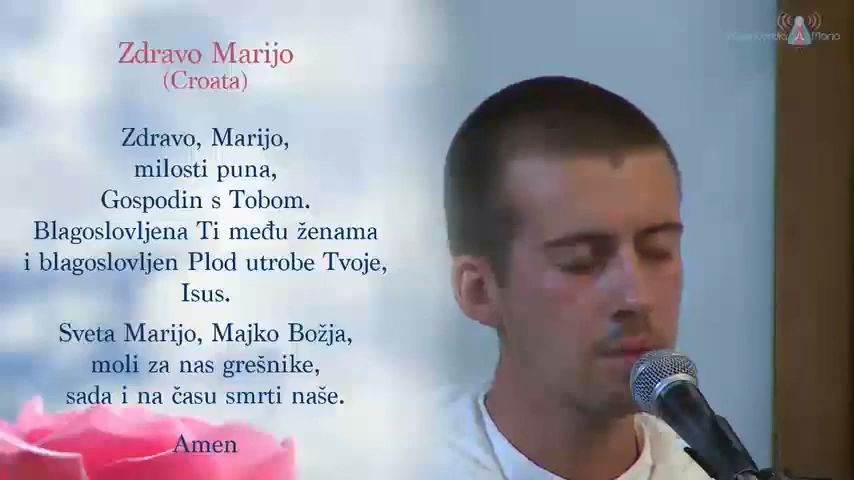 Zdravo Marijo
(Croata)
Zdravo, Marijo,
milosti puna,
Gospodin s Tobom.
Blagoslovljena Ti među ženama
i blagoslovljen Plod utrobe Tvoje,
Isus.
Sveta Marijo, Majko Božja,
moli za nas grešnike,
sada i na času smrti naše.
Amen
Maria